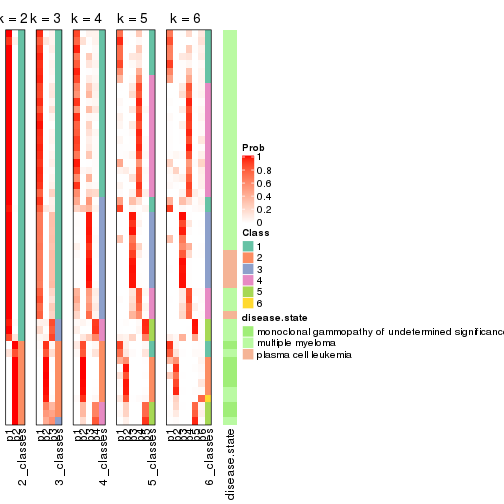 k = 2 k = 3 k = 4 k = 5 k = 6
Prob
1
0.8
0.6
0.4
0.2
0
Class
1
2
3
4
5
6
disease.state
monoclonal gammopathy of undetermined significance
multiple myeloma
plasma cell leukemia
p1
p2
2_classes
p1
p2
p3
3_classes
p1
p2
p3
p4
4_classes
p1
p2
p3
p4
p5
5_classes
p1
p2
p3
p4
p5
p6
6_classes
disease.state